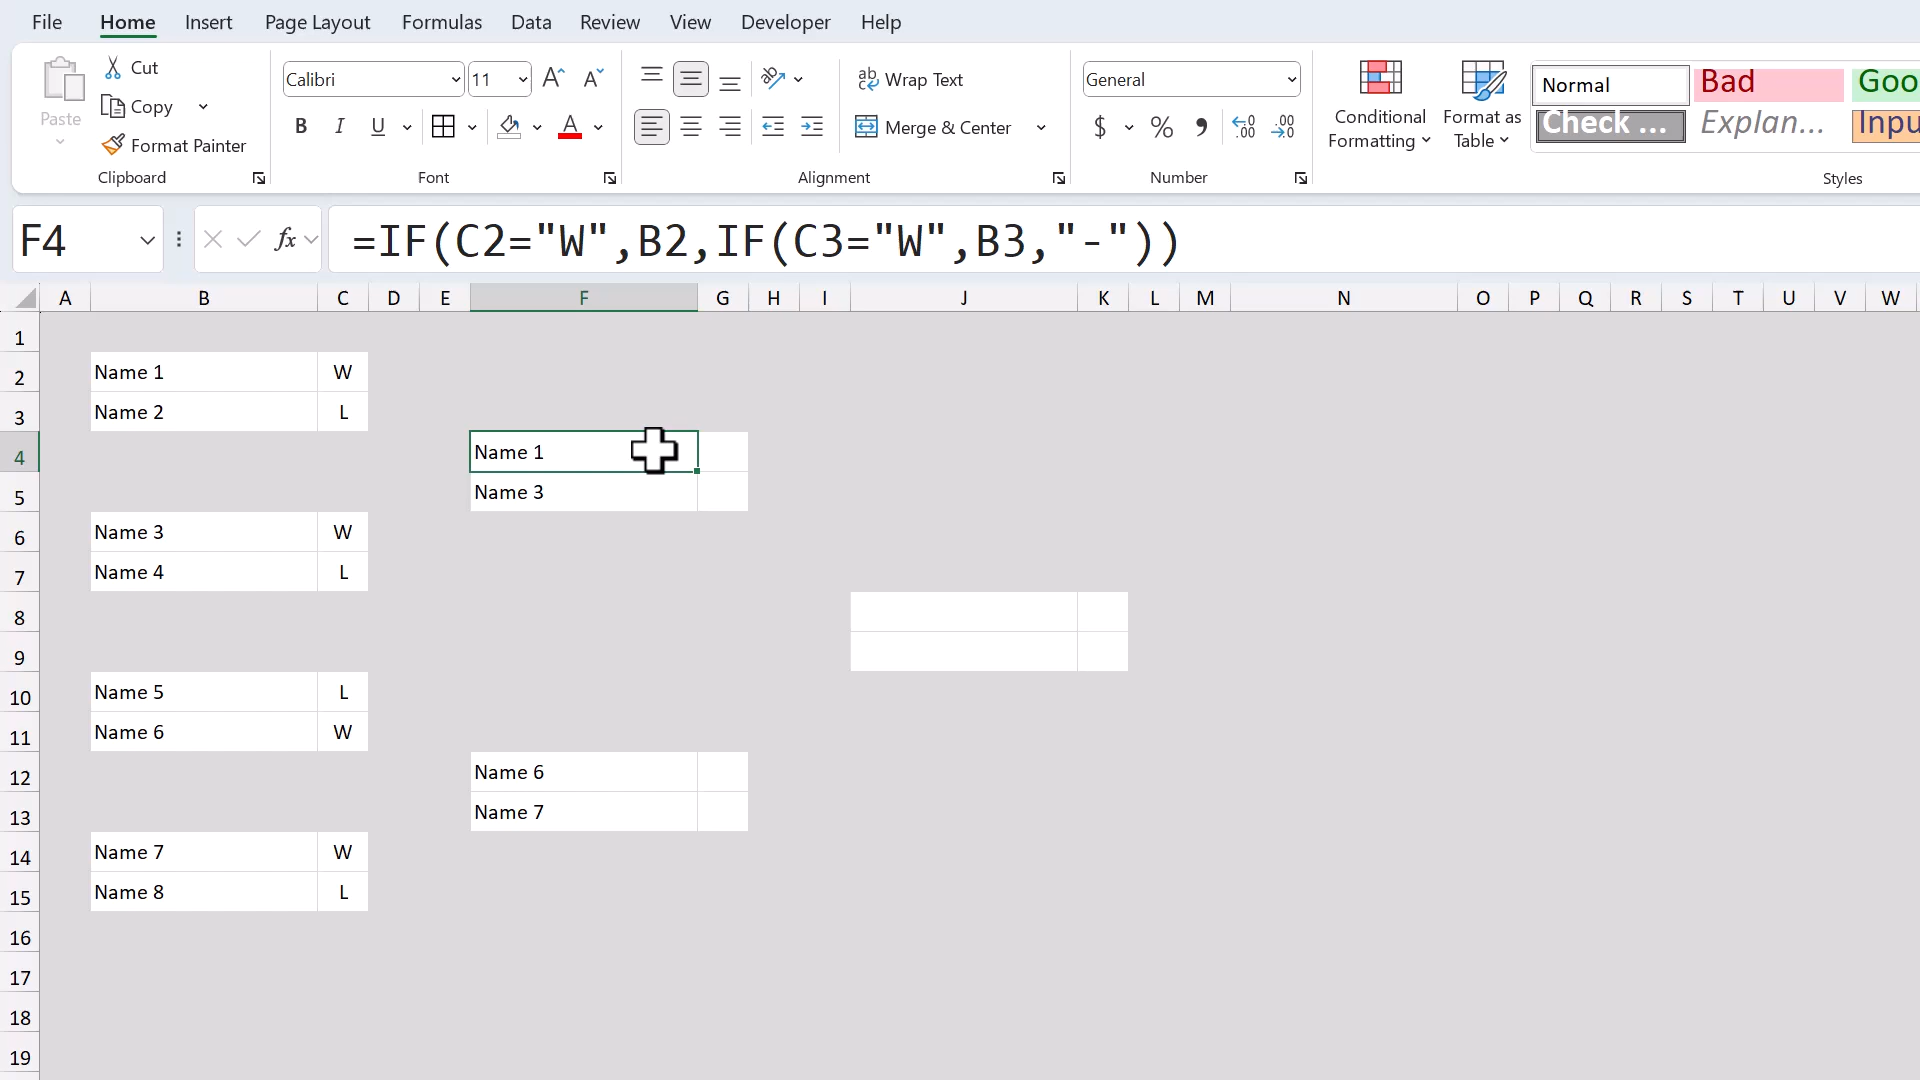 File Home Insert Page Layout Formulas Data Review View Developer Help
Paste
Cut
Copy
Format Painter
Clipboard
Calibri 11 A A
B I U A
Font
ab Wrap Text
Merge & Center
Alignment
General
$ % , .00 .00
Number
Conditional Formatting
Format as Table
Normal Bad Goo
Check ... Explan... Inpu
Styles
F4 fx =IF(C2="W",B2,IF(C3="W",B3,"-"))
A B C D E F G H I J K L M N O P Q R S T U V W
1
2 Name 1 W
3 Name 2 L
4 Name 1
5 Name 3
6 Name 3 W
7 Name 4 L
8
9
10 Name 5 L
11 Name 6 W
12 Name 6
13 Name 7
14 Name 7 W
15 Name 8 L
16
17
18
19